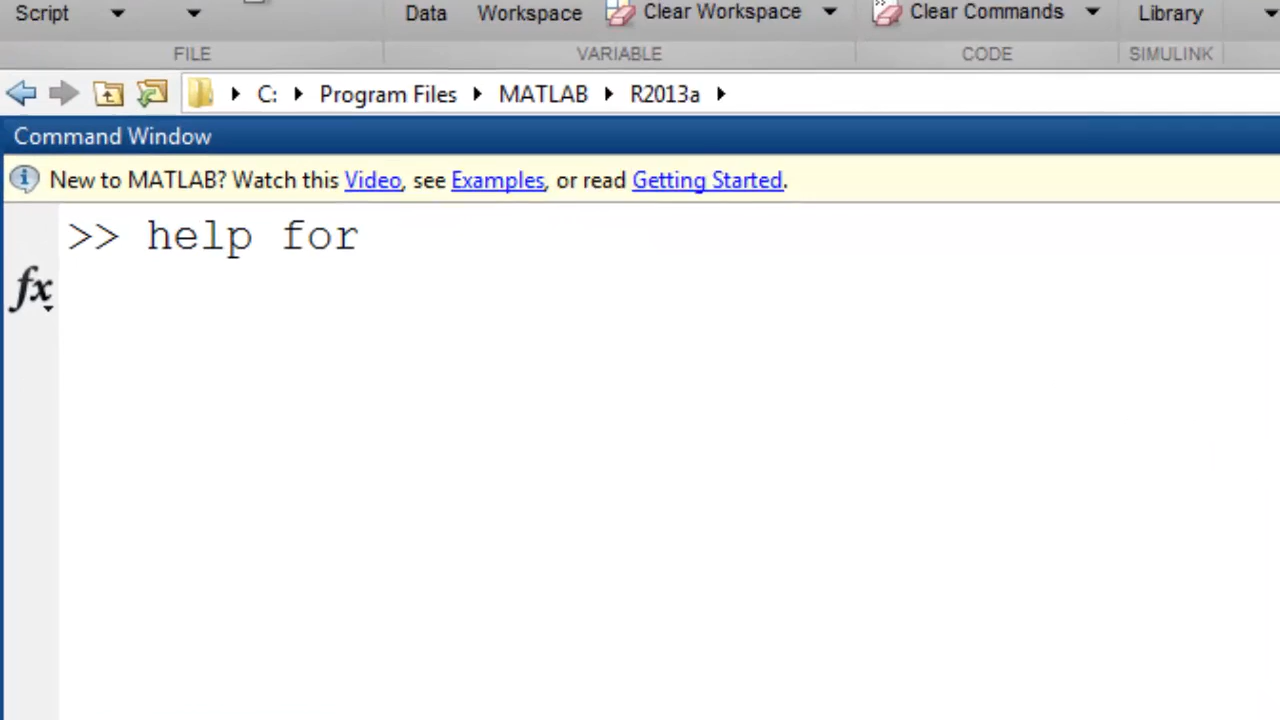 Script Data Workspace Clear Workspace Clear Commands Library
FILE VARIABLE CODE SIMULINK
C: Program Files MATLAB R2013a
Command Window
New to MATLAB? Watch this Video, see Examples, or read Getting Started.
>> help for
fx